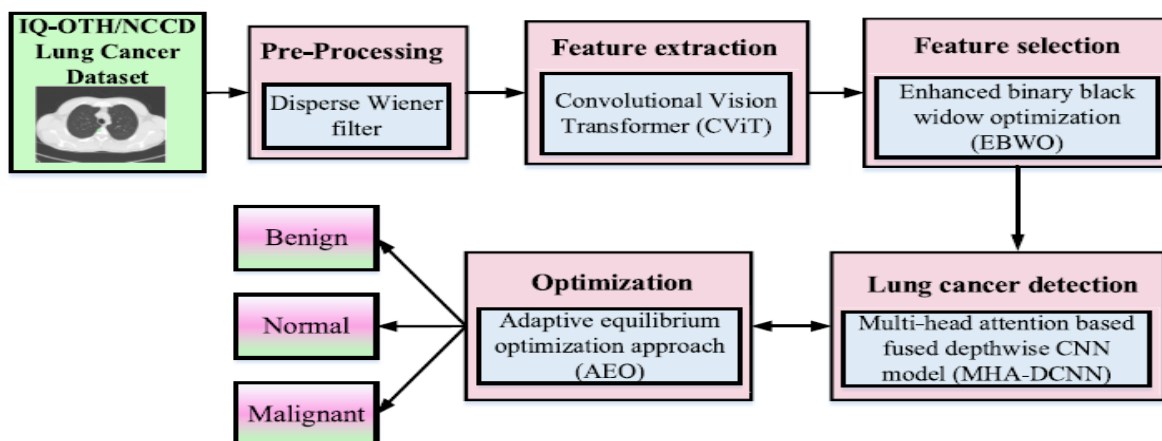 IQ-OTH/NCCD
Lung Cancer
Dataset
Pre-Processing
Disperse Wiener
filter
Feature extraction
Convolutional Vision
Transformer (CViT)
Feature selection
Enhanced binary black
widow optimization
(EBWO)
Lung cancer detection
Multi-head attention based
fused depthwise CNN
model (MHA-DCNN)
Optimization
Adaptive equilibrium
optimization approach
(AEO)
Benign
Normal
Malignant